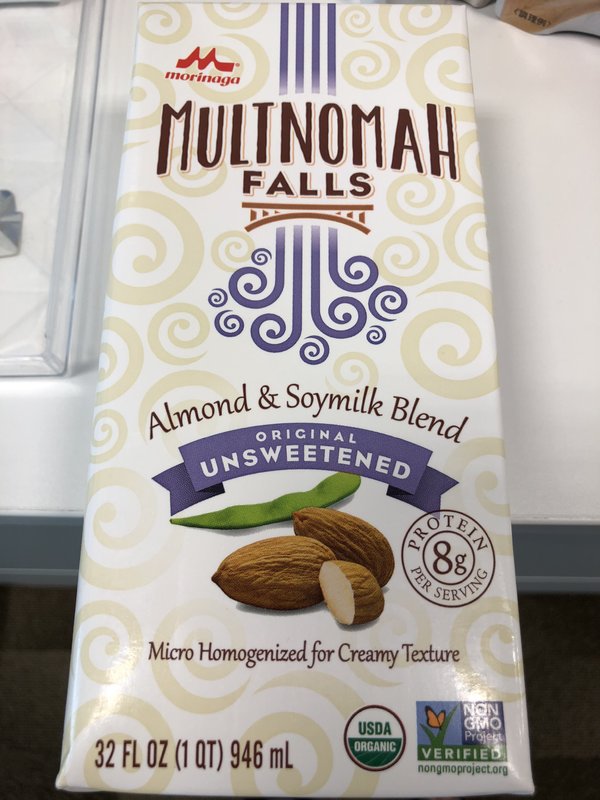 morinaga
MULTNOMAH
FALLS
Almond & Soymilk Blend
ORIGINAL
UNSWEETENED
PROTEIN
8g
PER SERVING
Micro Homogenized for Creamy Texture
32 FL OZ (1 QT) 946 mL
USDA
ORGANIC
NON
GMO
Project
VERIFIED
nongmoproject.org